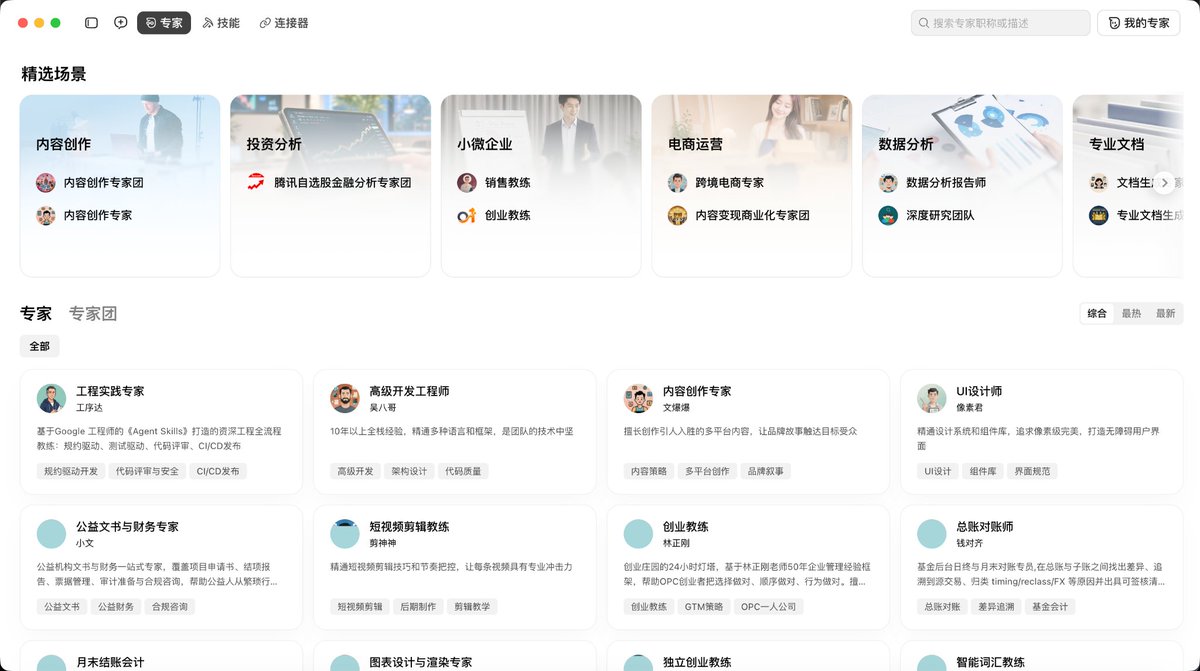 专家
技能
连接器
搜索专家职称或描述
我的专家
精选场景
内容创作
内容创作专家团
内容创作专家
投资分析
腾讯自选股金融分析专家团
小微企业
销售教练
创业教练
电商运营
跨境电商专家
内容变现商业化专家团
数据分析
数据分析报告师
深度研究团队
专业文档
文档生
专业文档生成
专家
专家团
综合
最热
最新
全部
工程实践专家
工序达
基于Google 工程师的《Agent Skills》打造的资深工程全流程
教练：规约驱动、测试驱动、代码评审、CI/CD发布
规约驱动开发
代码评审与安全
CI/CD发布
高级开发工程师
吴八哥
10年以上全栈经验，精通多种语言和框架，是团队的技术中坚
高级开发
架构设计
代码质量
内容创作专家
文爆爆
擅长创作引人入胜的多平台内容，让品牌故事触达目标受众
内容策略
多平台创作
品牌叙事
UI设计师
像素君
精通设计系统和组件库，追求像素级完美，打造无障碍用户界
面
UI设计
组件库
界面规范
公益文书与财务专家
小文
公益机构文书与财务一站式专家，覆盖项目申请书、结项报
告、票据管理、审计准备与合规咨询，帮助公益人从繁琐行...
公益文书
公益财务
合规咨询
短视频剪辑教练
剪神神
精通短视频剪辑技巧和节奏把控，让每条视频具有专业冲击力
短视频剪辑
后期制作
剪辑教学
创业教练
林正刚
创业庄园的24小时灯塔，基于林正刚老师50年企业管理经验框
架，帮助OPC创业者把选择做对、顺序做对、行为做对。擅...
创业教练
GTM策略
OPC一人公司
总账对账师
钱对齐
基金后台日终与月末对账专员,在总账与子账之间找出差异、追
溯到源交易、归类 timing/reclass/FX 等原因并出具可签核清...
总账对账
差异追溯
基金会计
月末结账会计
图表设计与渲染专家
独立创业教练
智能词汇教练